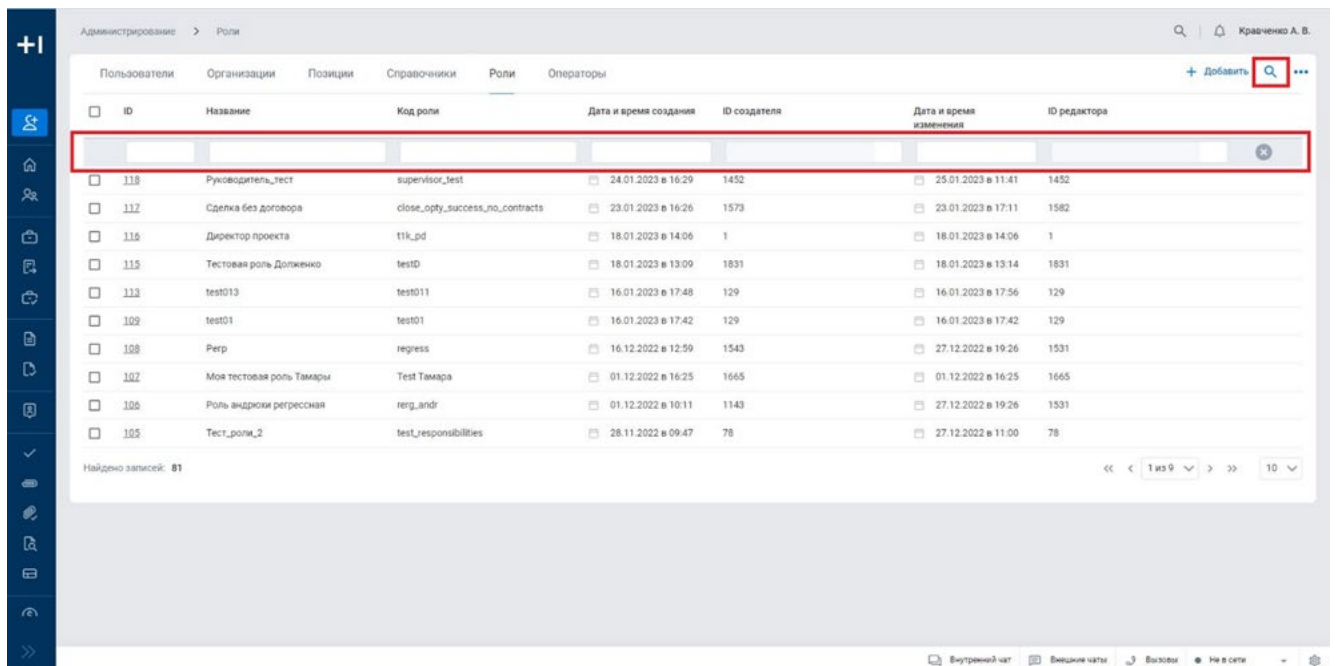 Администрирование > Роли Кравченко А. В.
Пользователи Организации Позиции Справочники Роли Операторы + Добавить
ID Название Код роли Дата и время создания ID создателя Дата и время ID редактора
изменения
118 Руководитель_тест supervisor_test 24.01.2023 в 16:29 1452 25.01.2023 в 11:41 1452
117 Сделка без договора close_opty_success_no_contracts 23.01.2023 в 16:26 1573 23.01.2023 в 17:11 1582
116 Директор проекта t1k_pd 18.01.2023 в 14:06 1 18.01.2023 в 14:06 1
115 Тестовая роль Долженко testD 18.01.2023 в 13:09 1831 18.01.2023 в 13:14 1831
113 test013 test011 16.01.2023 в 17:48 129 16.01.2023 в 17:56 129
109 test01 test01 16.01.2023 в 17:42 129 16.01.2023 в 17:42 129
108 Регр regress 16.12.2022 в 12:59 1543 27.12.2022 в 19:26 1531
107 Моя тестовая роль Тамары Test Тамара 01.12.2022 в 16:25 1665 01.12.2022 в 16:25 1665
106 Роль андрюхи регрессная rerg_andr 01.12.2022 в 10:11 1143 27.12.2022 в 19:26 1531
105 Тест_роли_2 test_responsibilities 28.11.2022 в 09:47 78 27.12.2022 в 11:00 78
Найдено записей: 81 << < 1 из 9 > >> 10
Внутренний чат Внешние чаты Вызовы Не в сети